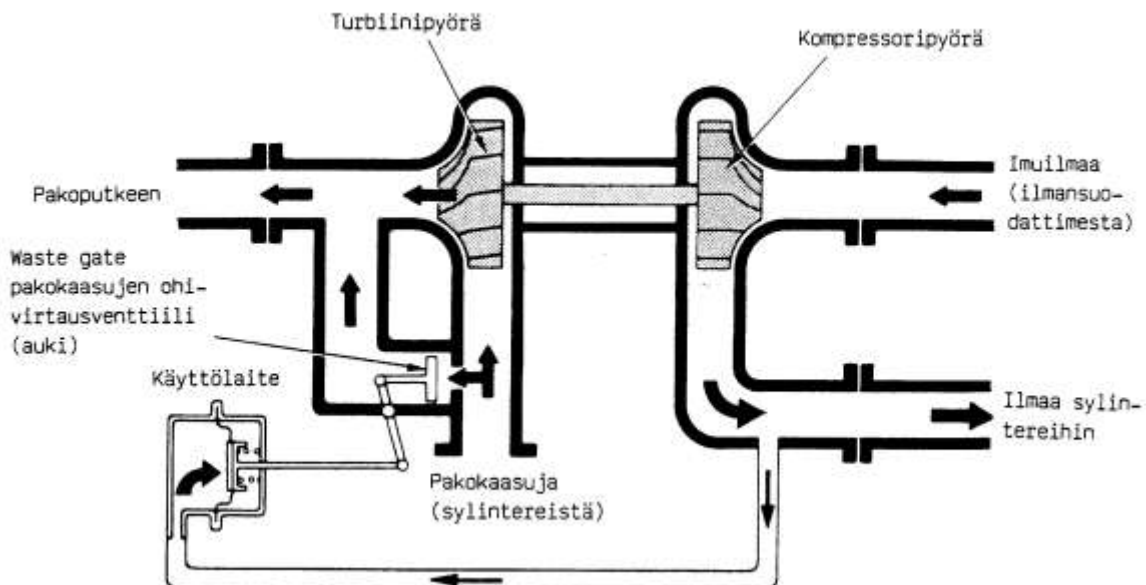 Turbiinipyörä
Kompressoripyörä
Pakoputkeen
Imuilmaa
(ilmansuo-
dattimesta)
Waste gate
pakokaasujen ohi-
virtausventtiili
(auki)
Käyttölaite
Ilmaa sylin-
tereihin
Pakokaasuja
(sylintereistä)